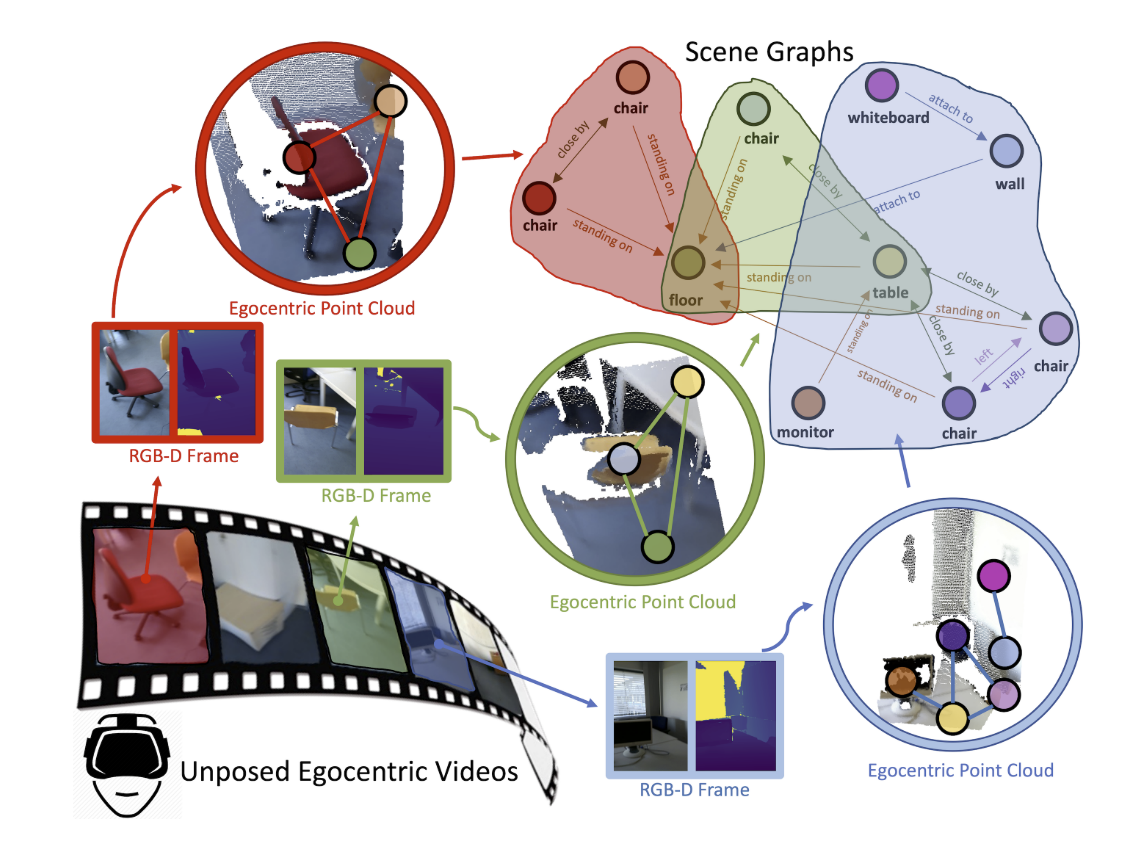 Scene Graphs
chair
close by
standing on
chair
standing on
chair
standing on
close by
whiteboard
attach to
wall
attach to
floor
standing on
table
close by
standing on
standing on
close by
standing on
left
right
chair
monitor
chair
Egocentric Point Cloud
RGB-D Frame
RGB-D Frame
Egocentric Point Cloud
Unposed Egocentric Videos
RGB-D Frame
Egocentric Point Cloud